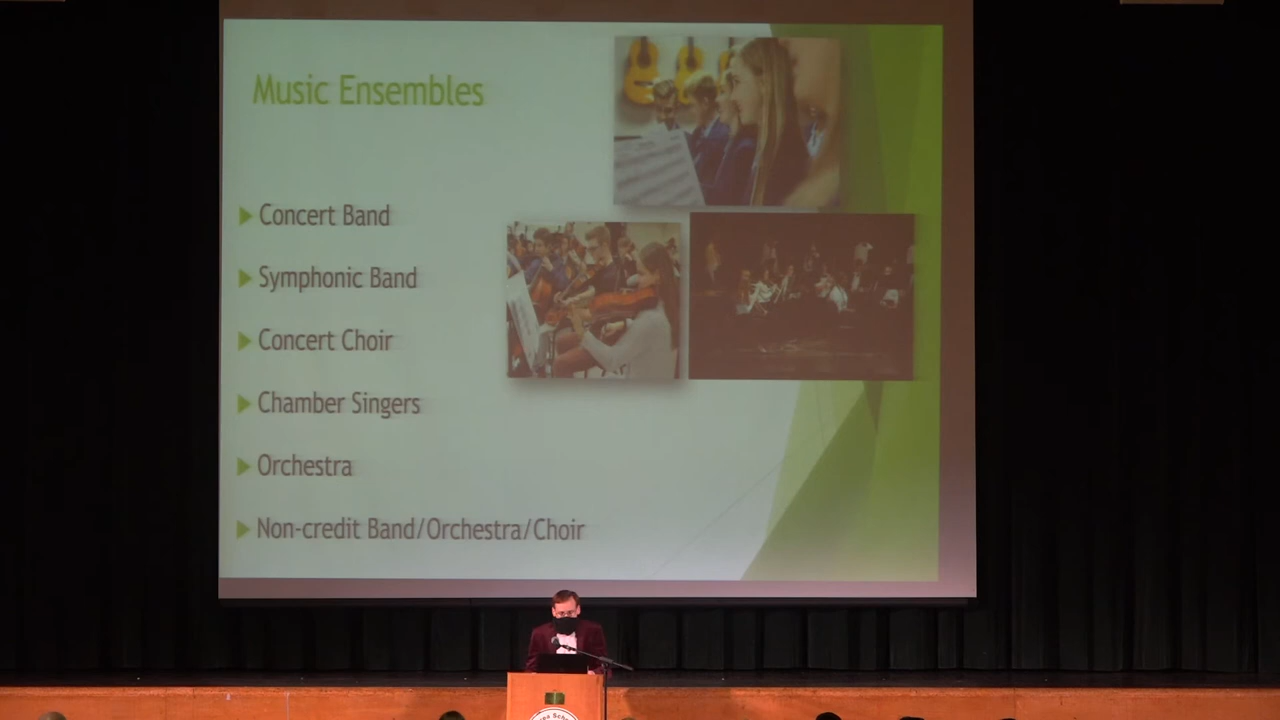 Music Ensembles
Concert Band
Symphonic Band
Concert Choir
Chamber Singers
Orchestra
Non-credit Band/Orchestra/Choir